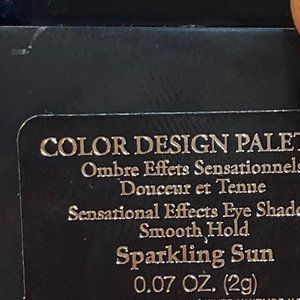 COLOR DESIGN PALET
Ombre Effets Sensationnels
Douceur et Tenne
Sensational Effects Eye Shado
Smooth Hold
Sparkling Sun
0.07 OZ. (2g)